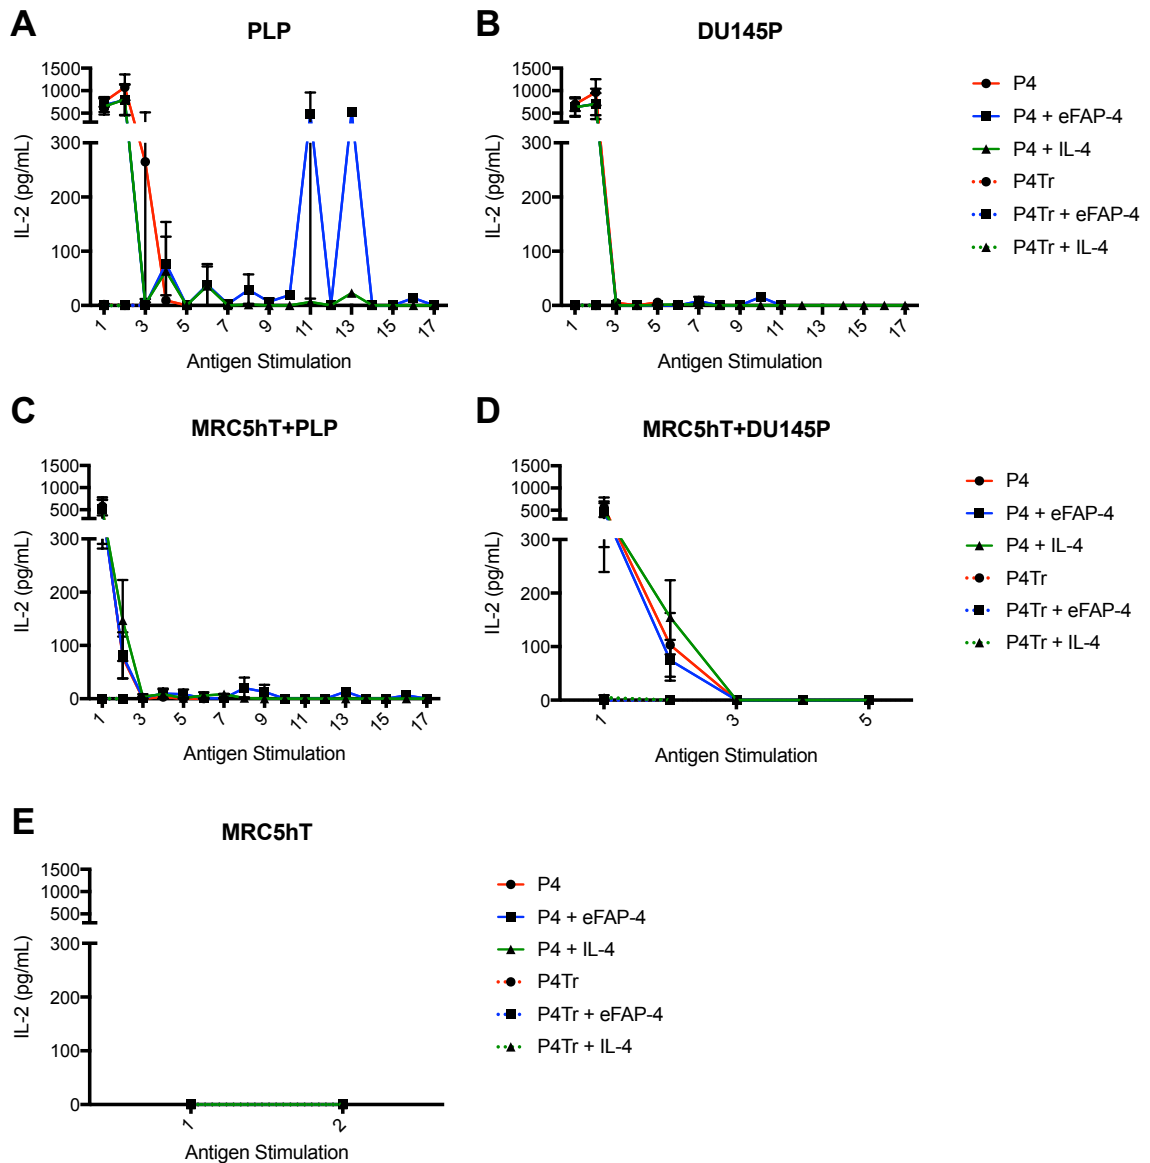 A
PLP
1500
1000
500
300
200
100
0
IL-2 (pg/mL)
1
3
5
7
9
11
13
15
17
Antigen Stimulation
B
DU145P
1500
1000
500
300
200
100
0
IL-2 (pg/mL)
1
3
5
7
9
11
13
15
17
Antigen Stimulation
P4
P4 + eFAP-4
P4 + IL-4
P4Tr
P4Tr + eFAP-4
P4Tr + IL-4
C
MRC5hT+PLP
1500
1000
500
300
200
100
0
IL-2 (pg/mL)
1
3
5
7
9
11
13
15
17
Antigen Stimulation
D
MRC5hT+DU145P
1500
1000
500
300
200
100
0
IL-2 (pg/mL)
1
3
5
Antigen Stimulation
P4
P4 + eFAP-4
P4 + IL-4
P4Tr
P4Tr + eFAP-4
P4Tr + IL-4
E
MRC5hT
1500
1000
500
300
200
100
0
IL-2 (pg/mL)
1
2
Antigen Stimulation
P4
P4 + eFAP-4
P4 + IL-4
P4Tr
P4Tr + eFAP-4
P4Tr + IL-4